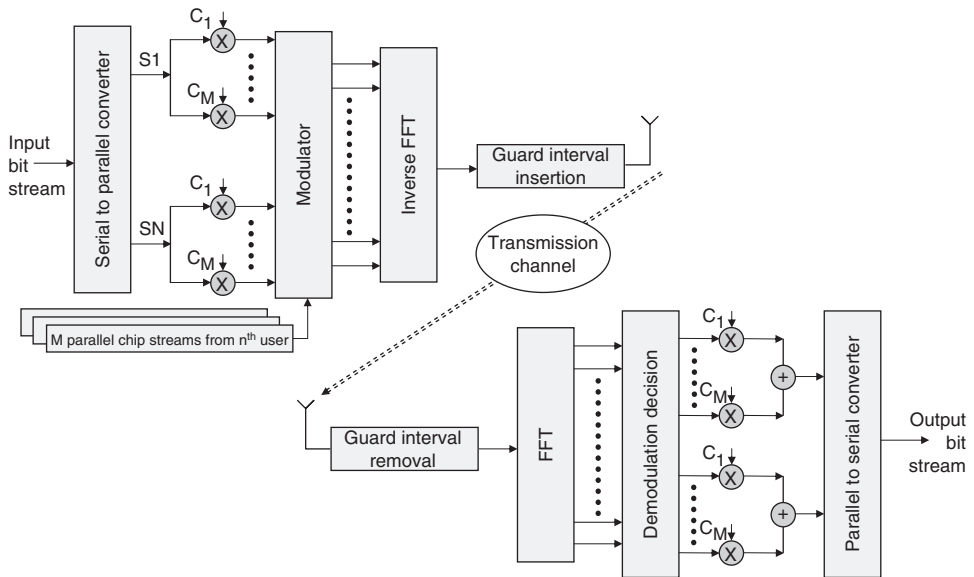 Input
bit
stream
Serial to parallel converter
S1
SN
C1
X
CM
X
C1
X
CM
X
Modulator
M parallel chip streams from nth user
Inverse FFT
Guard interval
insertion
Transmission
channel
Guard interval
removal
FFT
Demodulation decision
C1
X
CM
X
C1
X
CM
X
+
+
Parallel to serial converter
Output
bit
stream